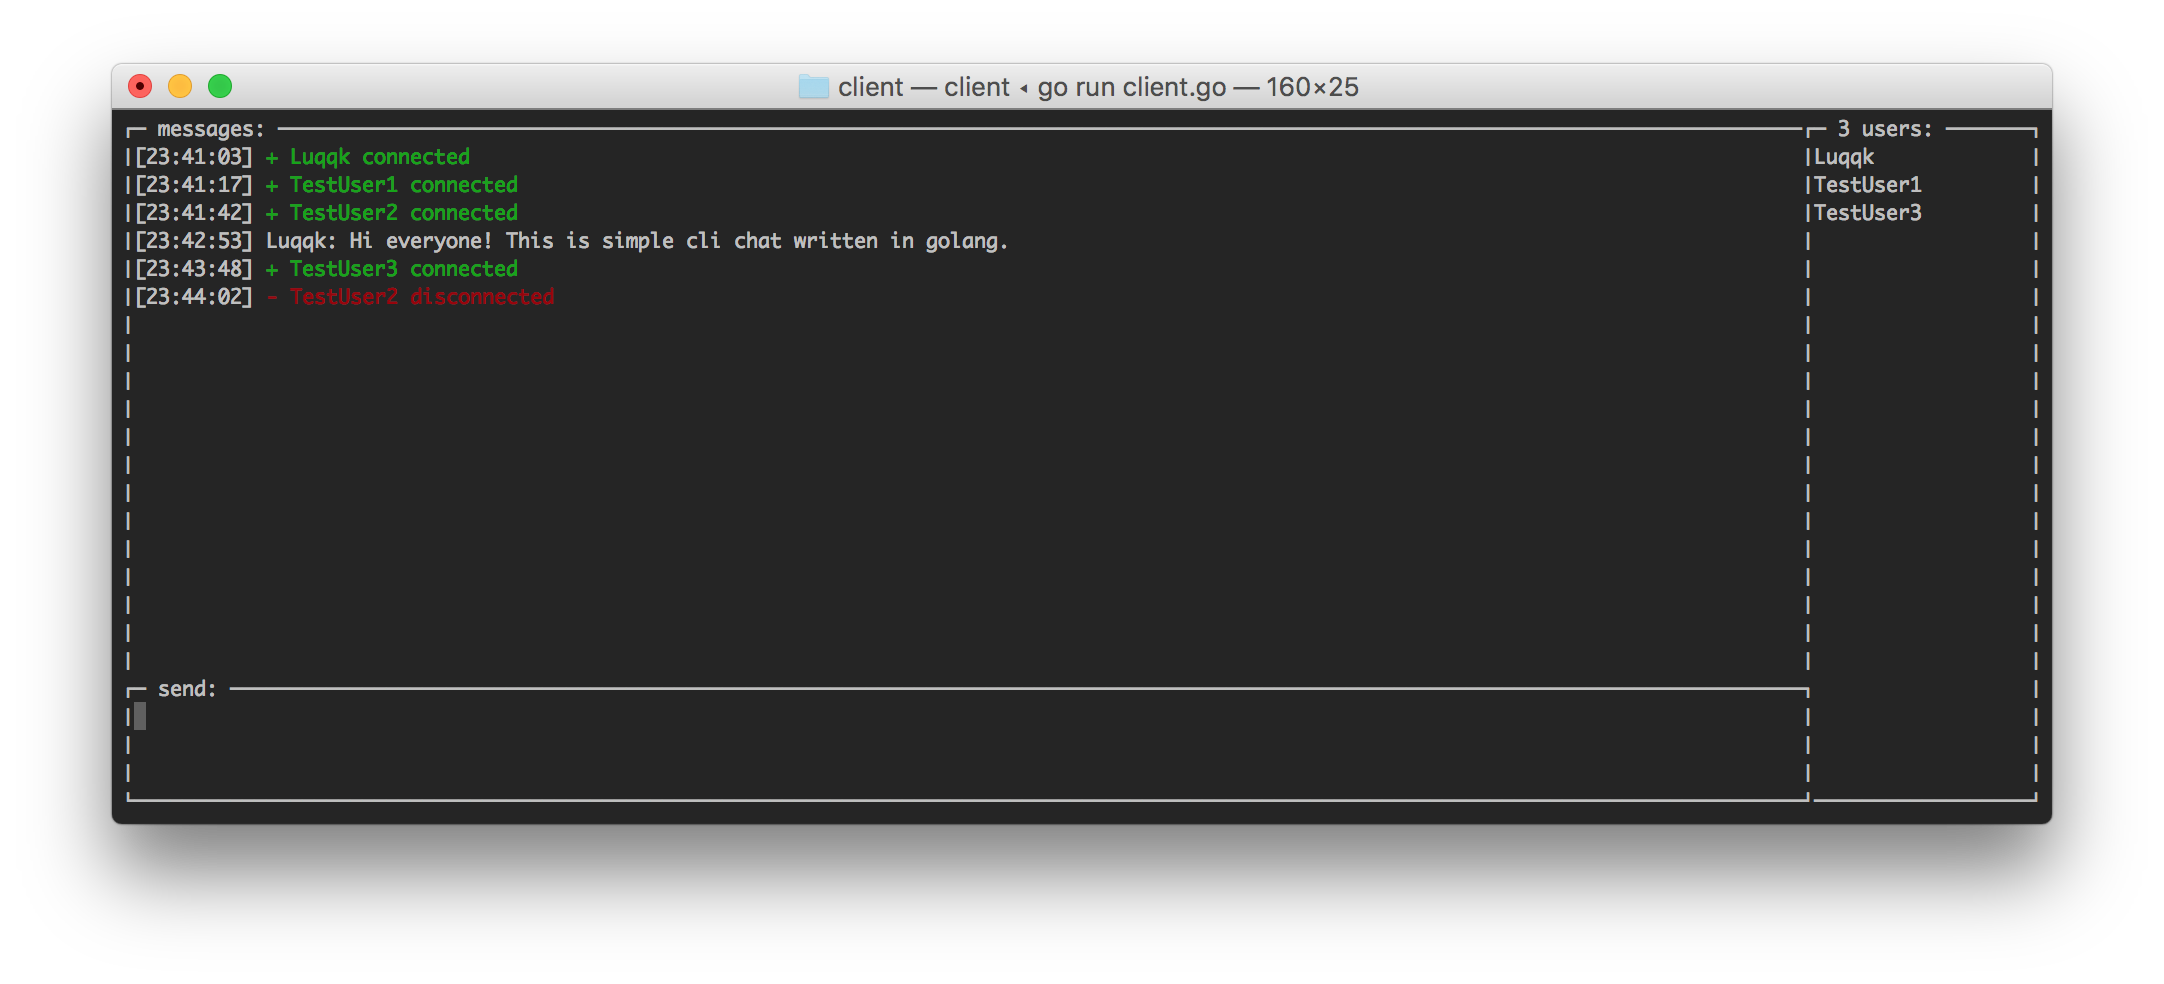 client — client ◂ go run client.go — 160×25
messages:
[23:41:03] + Luqqk connected
[23:41:17] + TestUser1 connected
[23:41:42] + TestUser2 connected
[23:42:53] Luqqk: Hi everyone! This is simple cli chat written in golang.
[23:43:48] + TestUser3 connected
[23:44:02] - TestUser2 disconnected
send:
3 users:
Luqqk
TestUser1
TestUser3